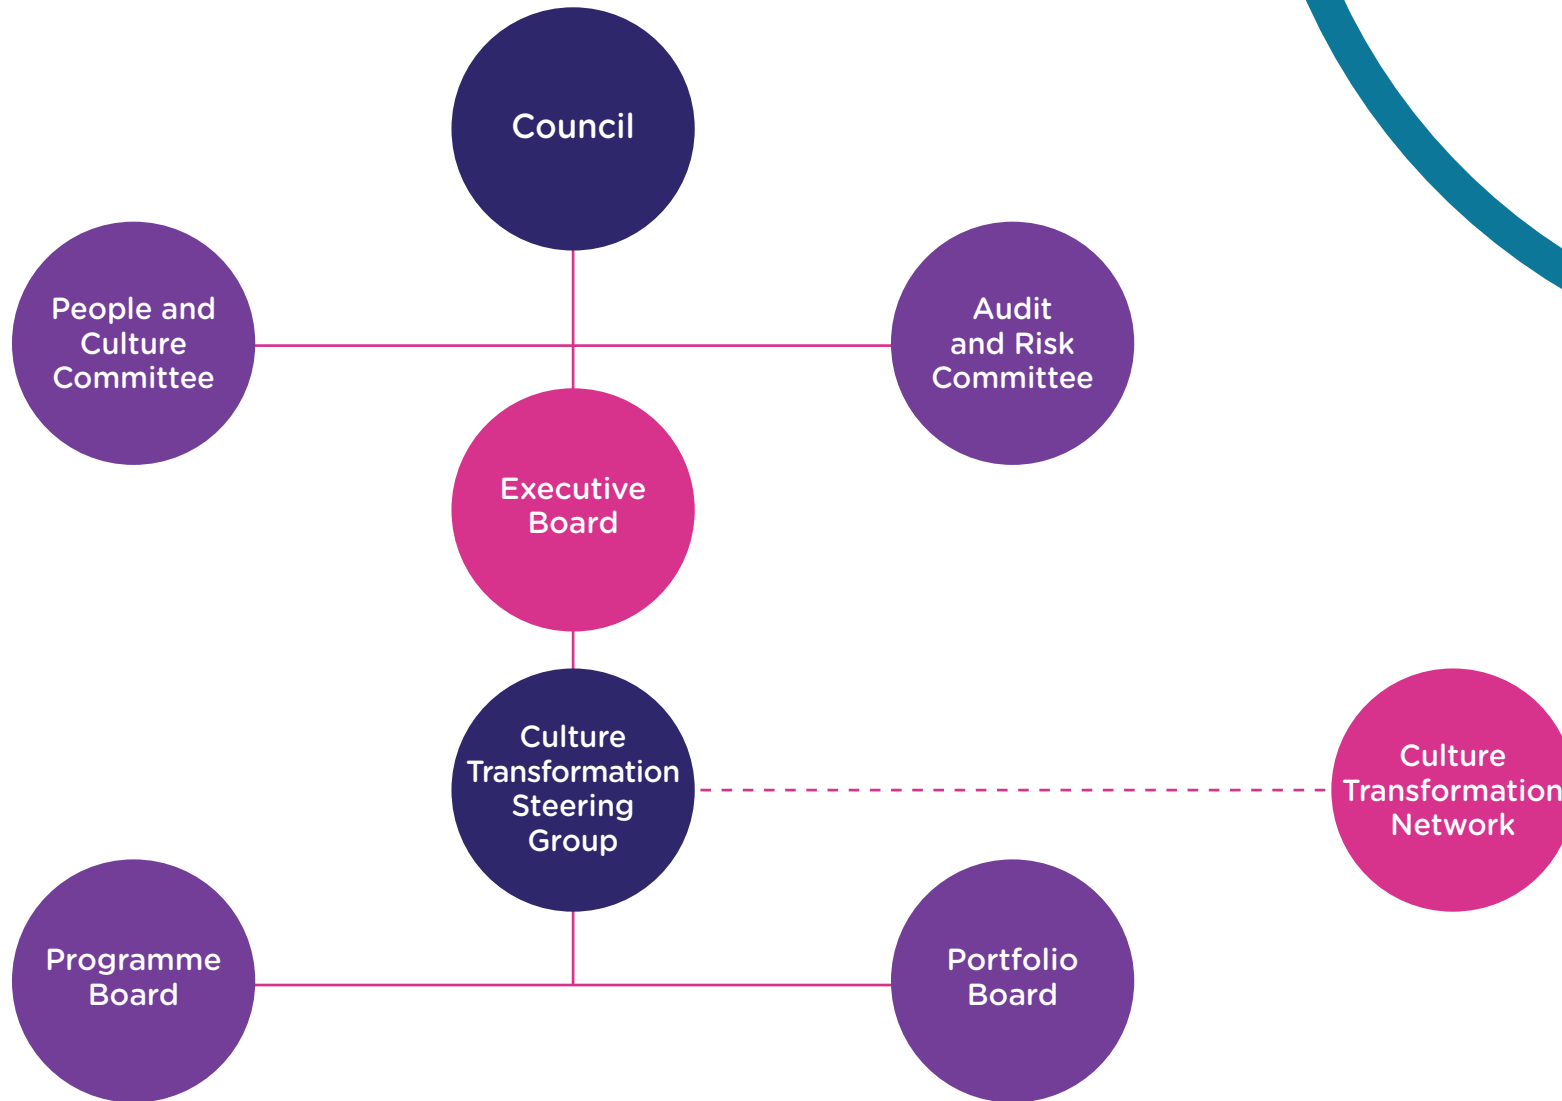 Council
People and
Culture
Committee
Audit
and Risk
Committee
Executive
Board
Culture
Transformation
Steering
Group
Culture
Transformation
Network
Programme
Board
Portfolio
Board